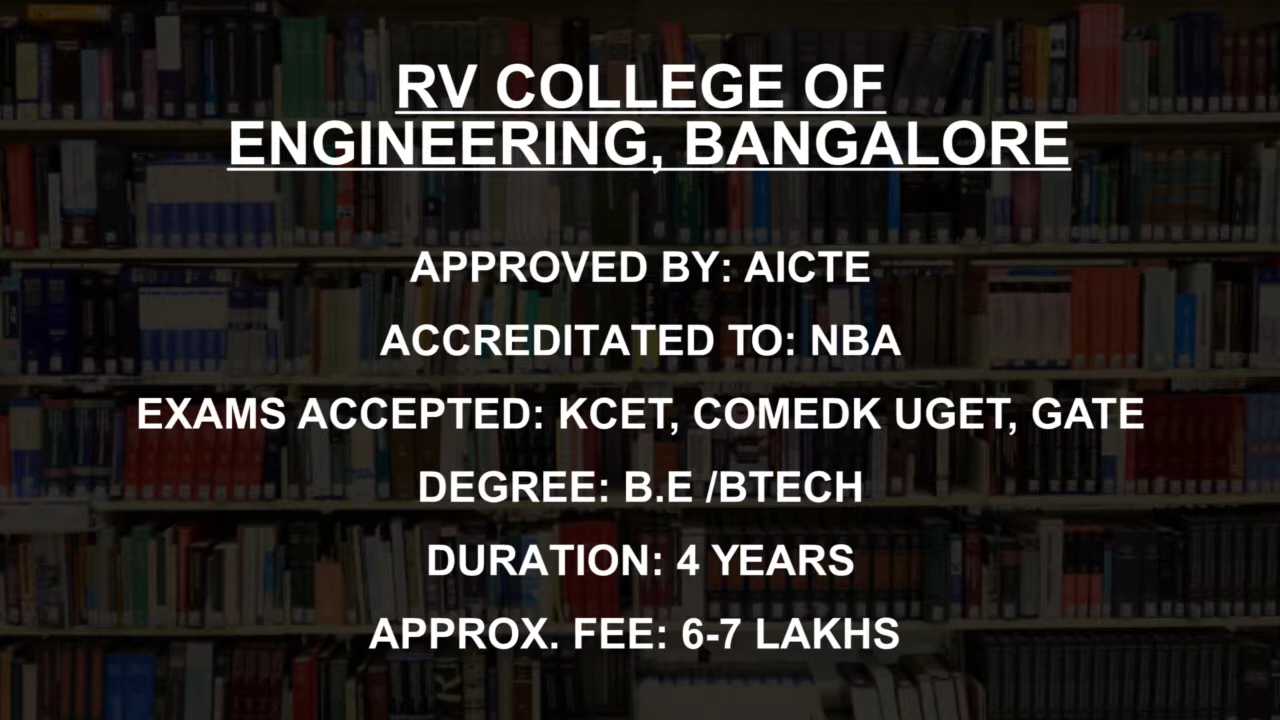 RV COLLEGE OF
ENGINEERING, BANGALORE
APPROVED BY: AICTE
ACCREDITATED TO: NBA
EXAMS ACCEPTED: KCET, COMEDK UGET, GATE
DEGREE: B.E /BTECH
DURATION: 4 YEARS
APPROX. FEE: 6-7 LAKHS